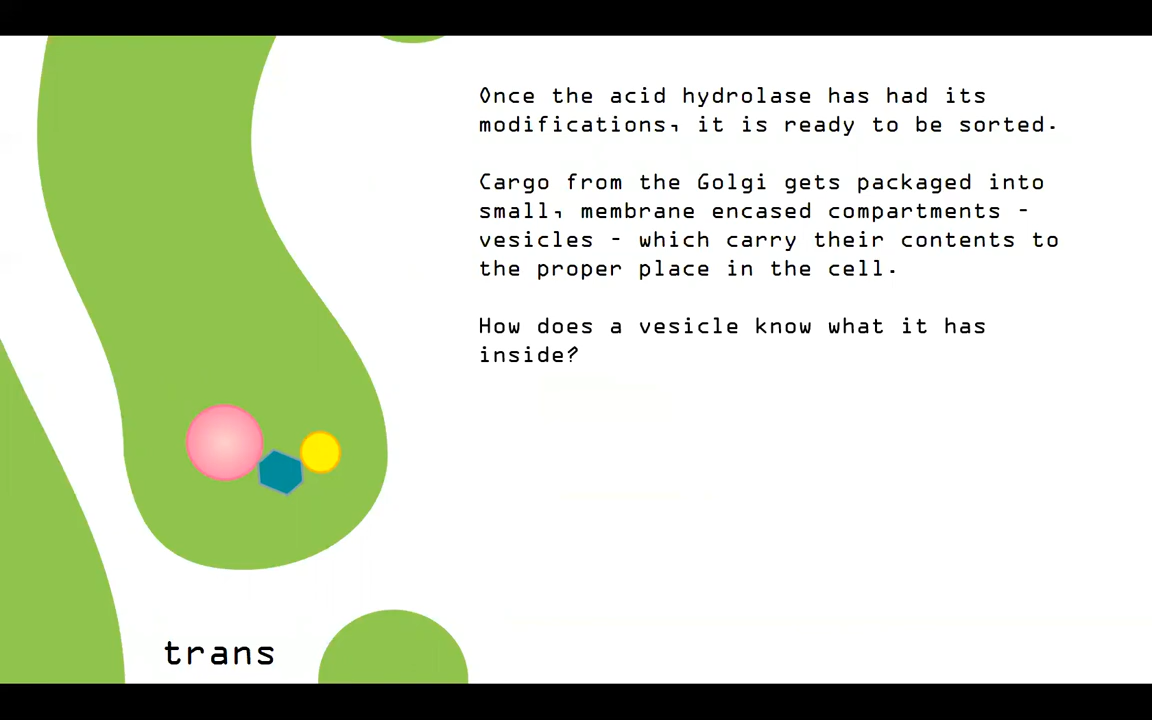 Once the acid hydrolase has had its
modifications, it is ready to be sorted.
Cargo from the Golgi gets packaged into
small, membrane encased compartments -
vesicles - which carry their contents to
the proper place in the cell.
How does a vesicle know what it has
inside?
trans